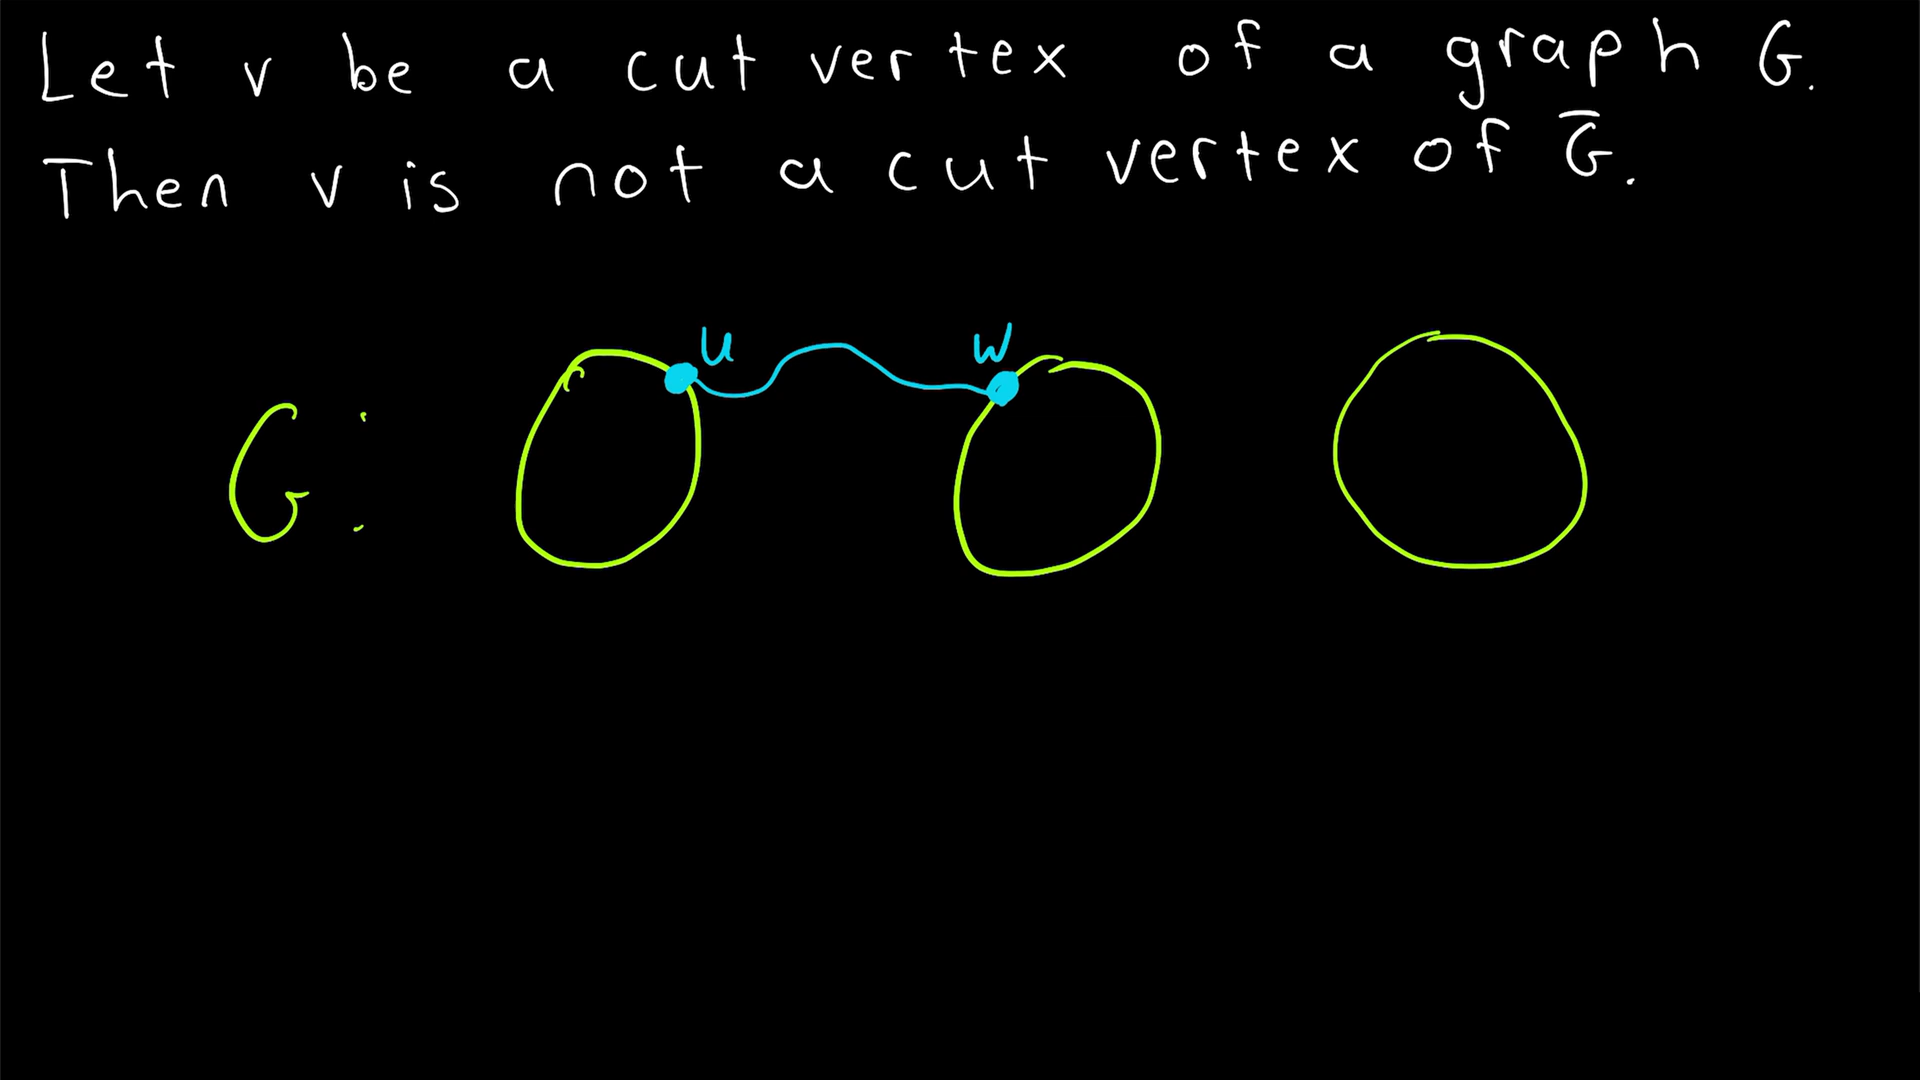 Let v be a cut vertex of a graph G.
Then v is not a cut vertex of G̅.
u w
G: